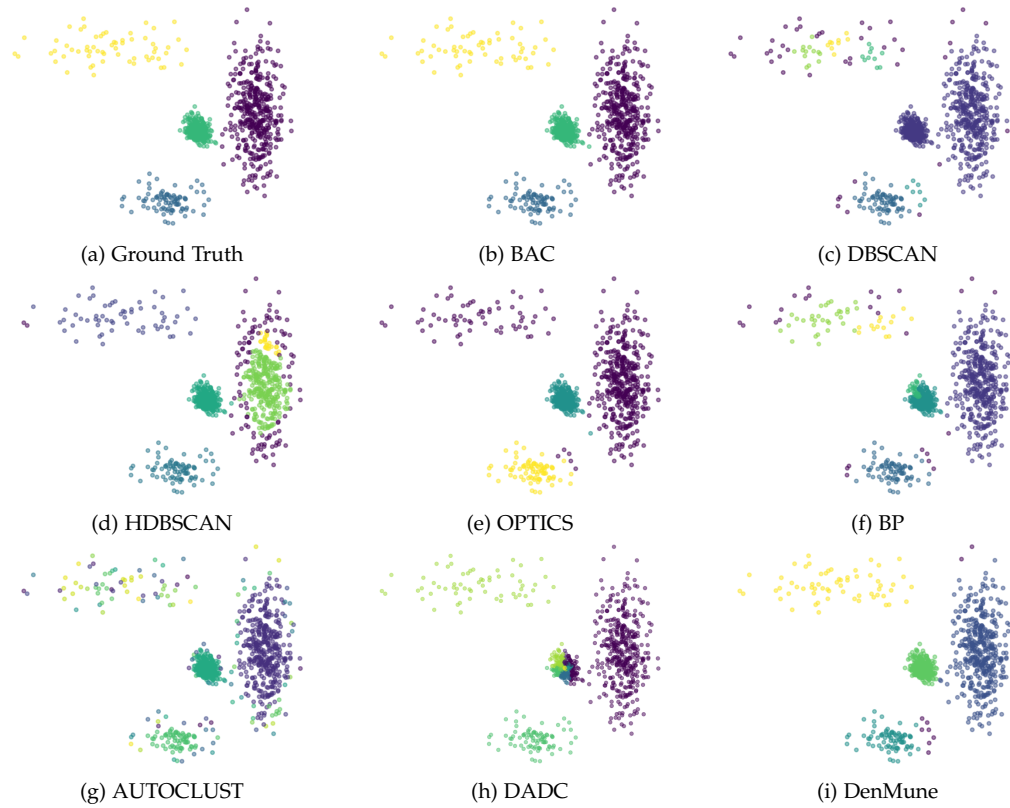 (a) Ground Truth
(b) BAC
(c) DBSCAN
(d) HDBSCAN
(e) OPTICS
(f) BP
(g) AUTOCLUST
(h) DADC
(i) DenMune